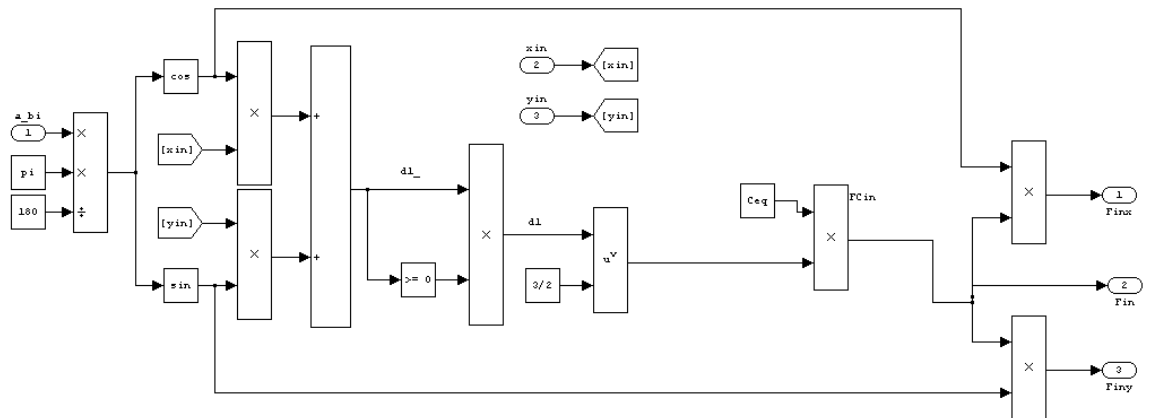 a_bi
1
×
pi
×
180
÷
cos
[xin]
×
[yin]
sin
×
+
+
xin
2
[xin]
yin
3
[yin]
dl_
>= 0
×
dl
3/2
u^v
Ceq
×
FCin
×
1
Finx
2
Fin
×
3
Finy